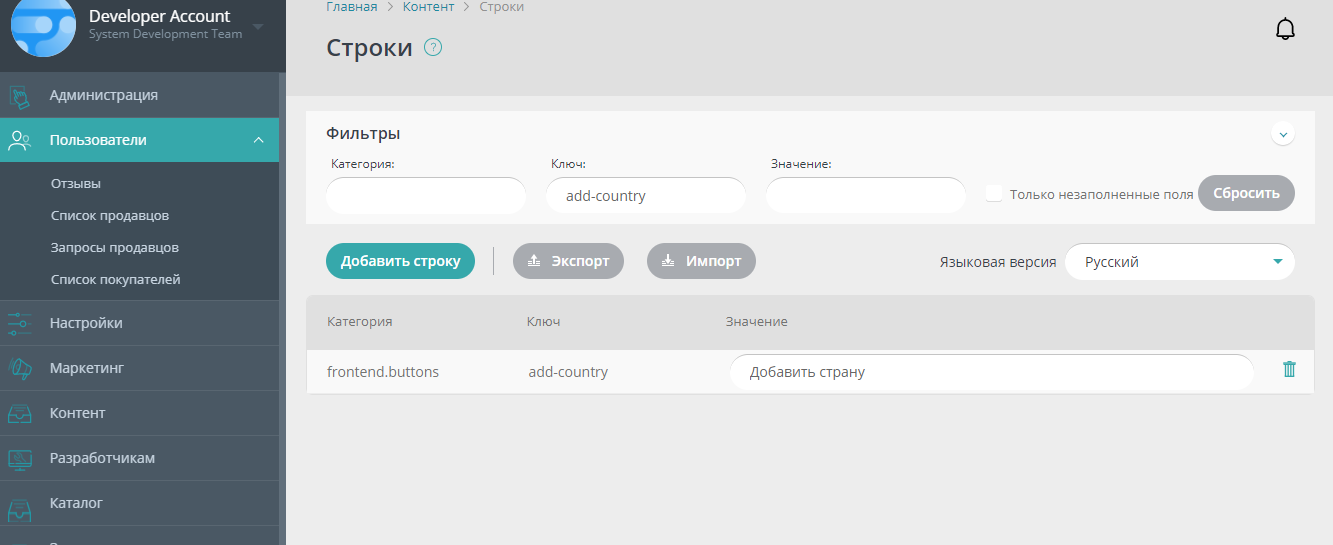 Developer Account
System Development Team
Администрация
Пользователи
Отзывы
Список продавцов
Запросы продавцов
Список покупателей
Настройки
Маркетинг
Контент
Разработчикам
Каталог
Главная > Контент > Строки
Строки ?
Фильтры
Категория: Ключ: Значение:
add-country Только незаполненные поля Сбросить
Добавить строку Экспорт Импорт Языковая версия Русский
Категория Ключ Значение
frontend.buttons add-country Добавить страну